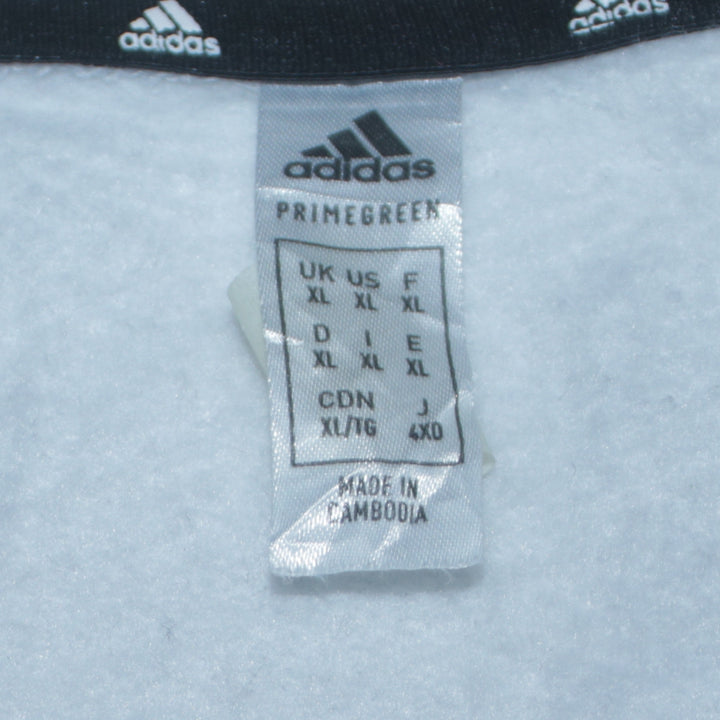 adidas
adidas
adidas
PRIMEGREEN
UK US F
XL XL XL
D I E
XL XL XL
CDN J
XL/TG 4XO
MADE IN
CAMBODIA